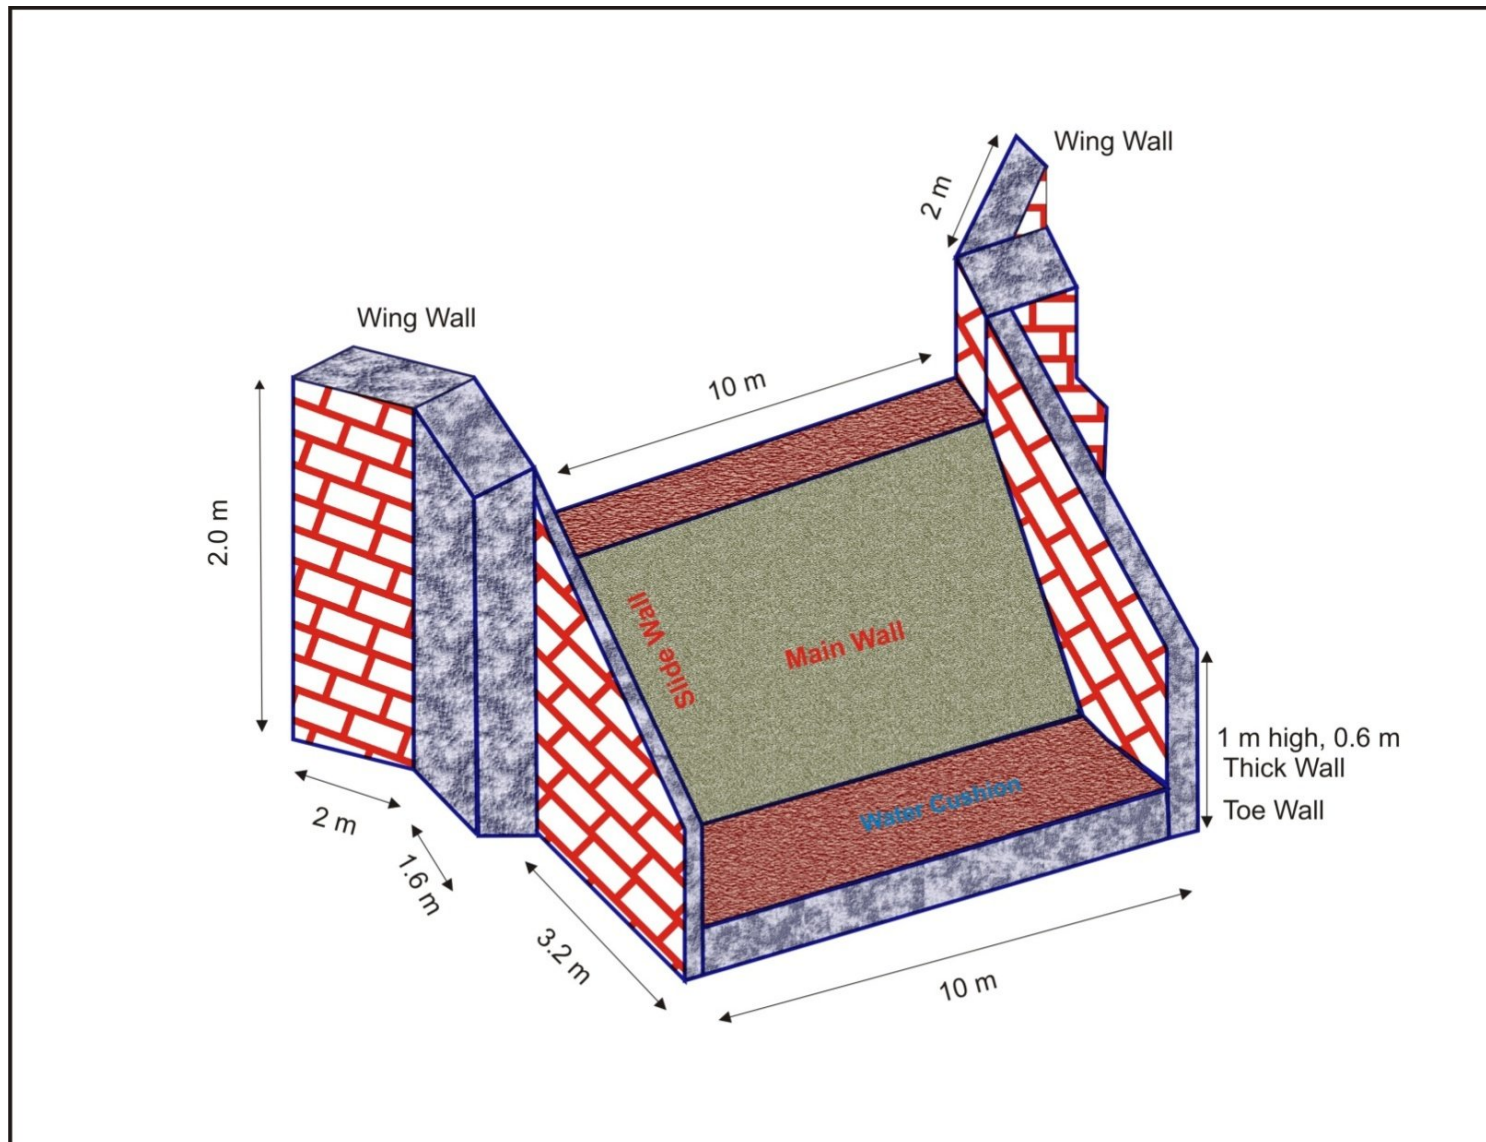 Wing Wall
2 m
Wing Wall
10 m
2.0 m
Slide Wall
Main Wall
1 m high, 0.6 m
Thick Wall
Water Cushion
Toe Wall
2 m
1.6 m
3.2 m
10 m